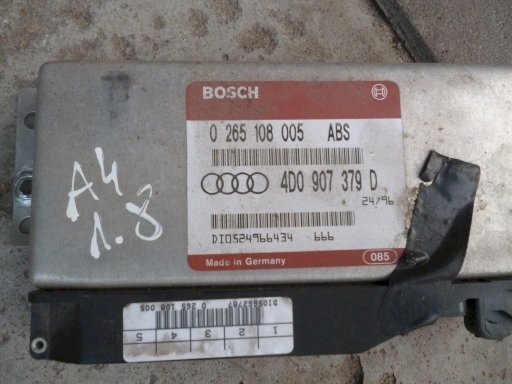 BOSCH
0 265 108 005 ABS
4D0 907 379 D
24/96
DI0524966434 666
Made in Germany
085
A4
1.8
DI05662787
0 265 108 005
1 2 3 4 5